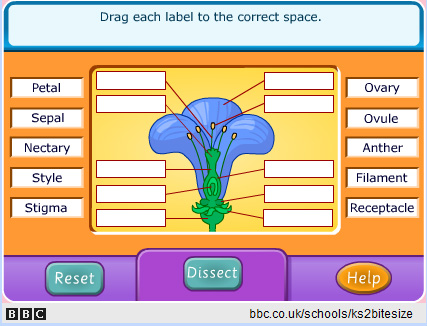 Drag each label to the correct space.
Petal
Sepal
Nectary
Style
Stigma
Ovary
Ovule
Anther
Filament
Receptacle
Reset
Dissect
Help
BBC
bbc.co.uk/schools/ks2bitesize